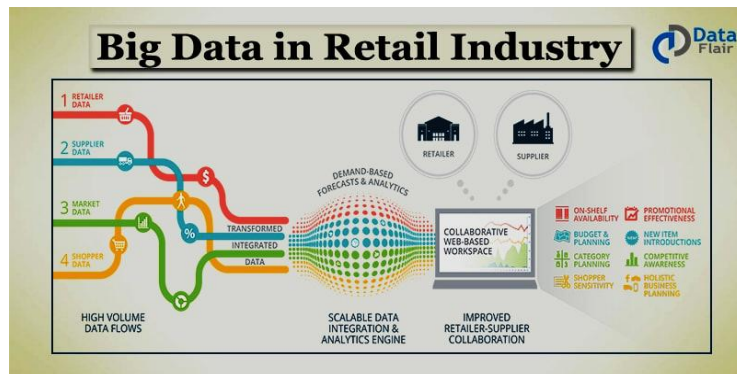 Big Data in Retail Industry
Data
Flair
1 RETAILER
DATA
2 SUPPLIER
DATA
3 MARKET
DATA
4 SHOPPER
DATA
$
%
TRANSFORMED
INTEGRATED
DATA
HIGH VOLUME
DATA FLOWS
DEMAND-BASED
FORECASTS & ANALYTICS
SCALABLE DATA
INTEGRATION &
ANALYTICS ENGINE
RETAILER
SUPPLIER
COLLABORATIVE
WEB-BASED
WORKSPACE
IMPROVED
RETAILER-SUPPLIER
COLLABORATION
ON-SHELF
AVAILABILITY
BUDGET &
PLANNING
CATEGORY
PLANNING
SHOPPER
SENSITIVITY
PROMOTIONAL
EFFECTIVENESS
NEW ITEM
INTRODUCTIONS
COMPETITIVE
AWARENESS
HOLISTIC
BUSINESS
PLANNING